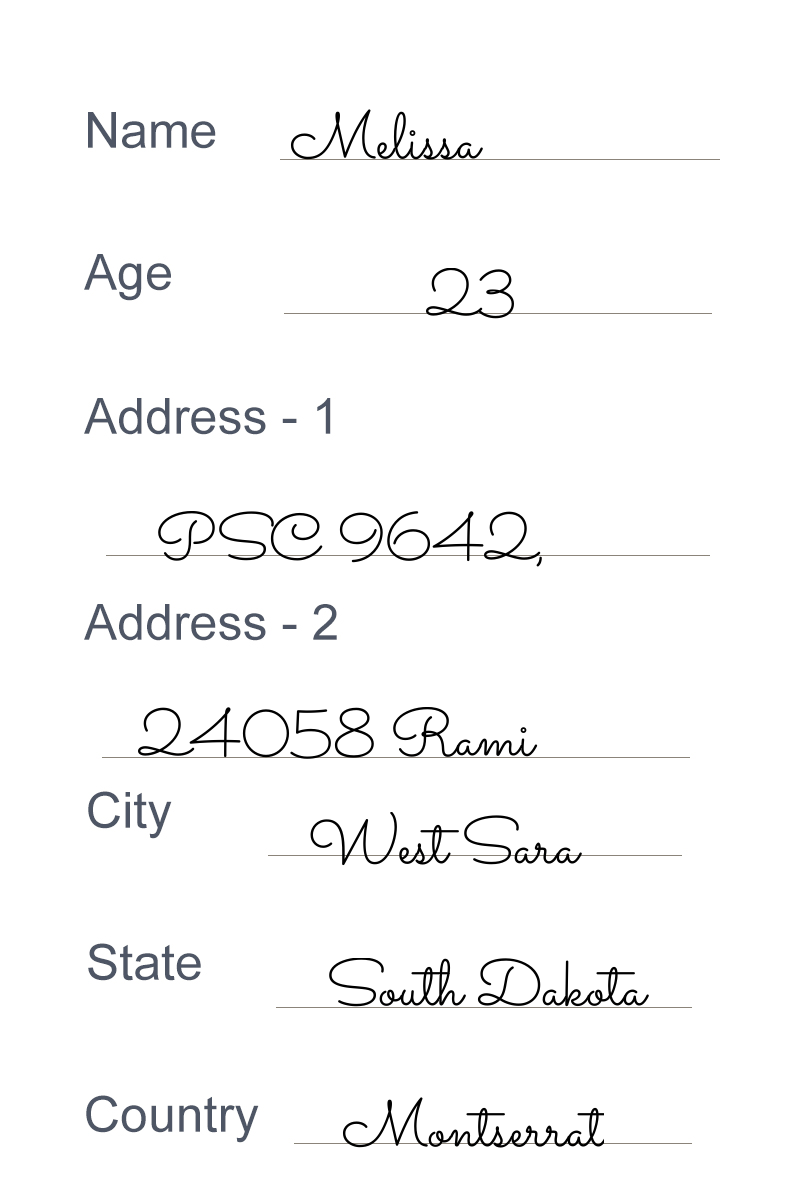 Name Melissa
Age 23
Address - 1
PSC 9642,
Address - 2
24058 Rami
City West Sara
State South Dakota
Country Montserrat